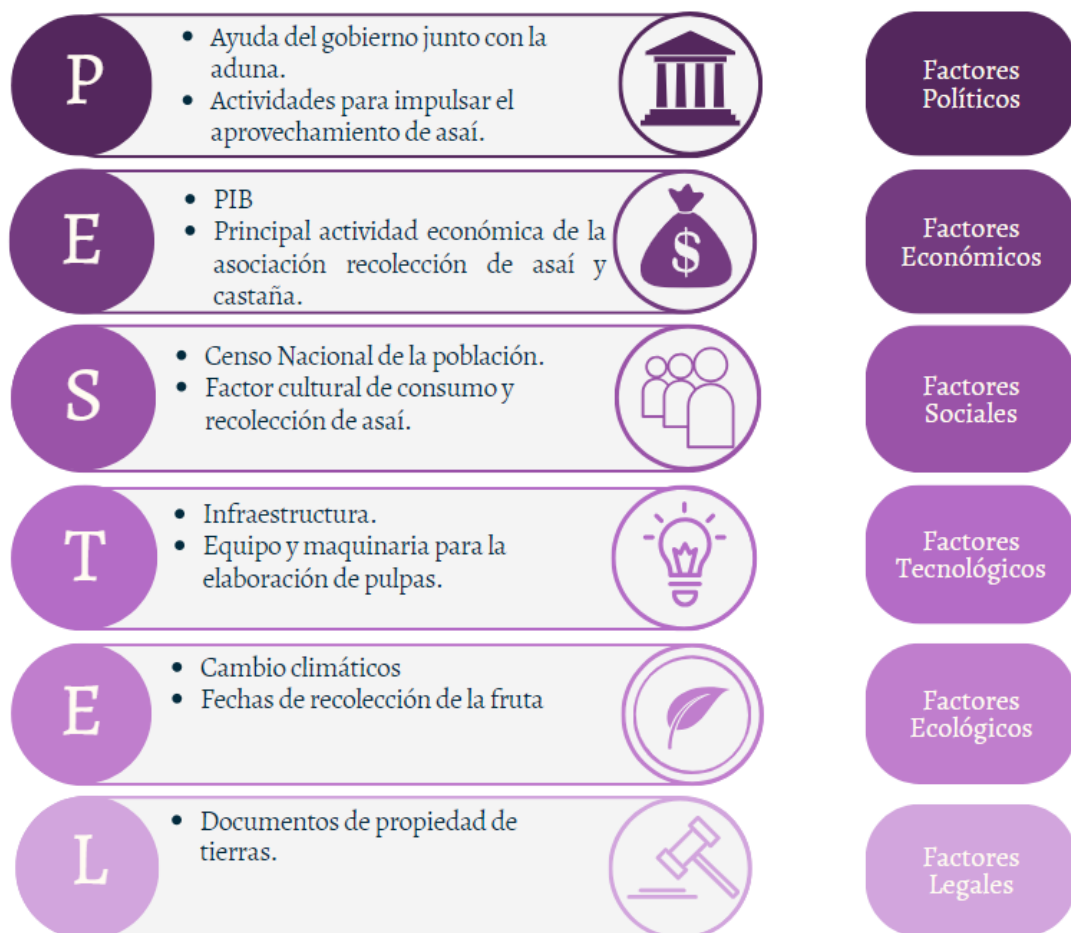 P
• Ayuda del gobierno junto con la
aduna.
• Actividades para impulsar el
aprovechamiento de asaí.
Factores
Políticos
E
• PIB
• Principal actividad económica de la
asociación recolección de asaí y
castaña.
$
Factores
Económicos
S
• Censo Nacional de la población.
• Factor cultural de consumo y
recolección de asaí.
Factores
Sociales
T
• Infraestructura.
• Equipo y maquinaria para la
elaboración de pulpas.
Factores
Tecnológicos
E
• Cambio climáticos
• Fechas de recolección de la fruta
Factores
Ecológicos
L
• Documentos de propiedad de
tierras.
Factores
Legales